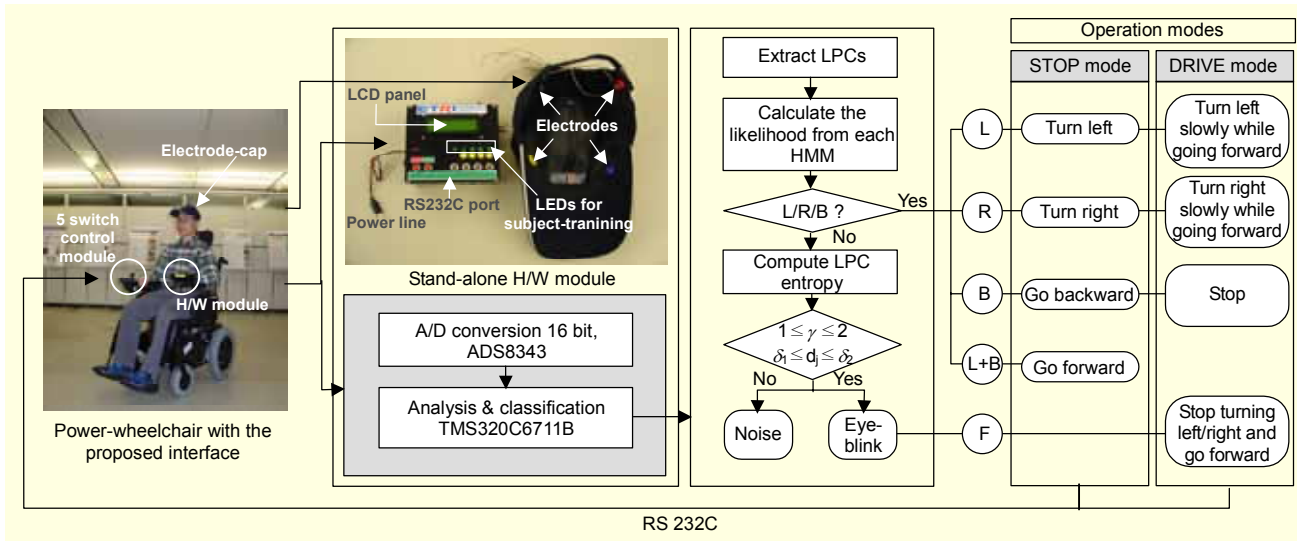 Electrode-cap
5 switch
control
module
H/W module
Power-wheelchair with the
proposed interface
LCD panel
Electrodes
RS232C port
Power line
LEDs for
subject-tranining
Stand-alone H/W module
A/D conversion 16 bit,
ADS8343
Analysis & classification
TMS320C6711B
Extract LPCs
Calculate the
likelihood from each
HMM
L/R/B ?
Yes
No
Compute LPC
entropy
1 ≤ γ ≤ 2
δ₁ ≤ dⱼ ≤ δ₂
No
Yes
Noise
Eye-
blink
Operation modes
STOP mode
DRIVE mode
L
Turn left
Turn left
slowly while
going forward
R
Turn right
Turn right
slowly while
going forward
B
Go backward
Stop
L+B
Go forward
F
Stop turning
left/right and
go forward
RS 232C